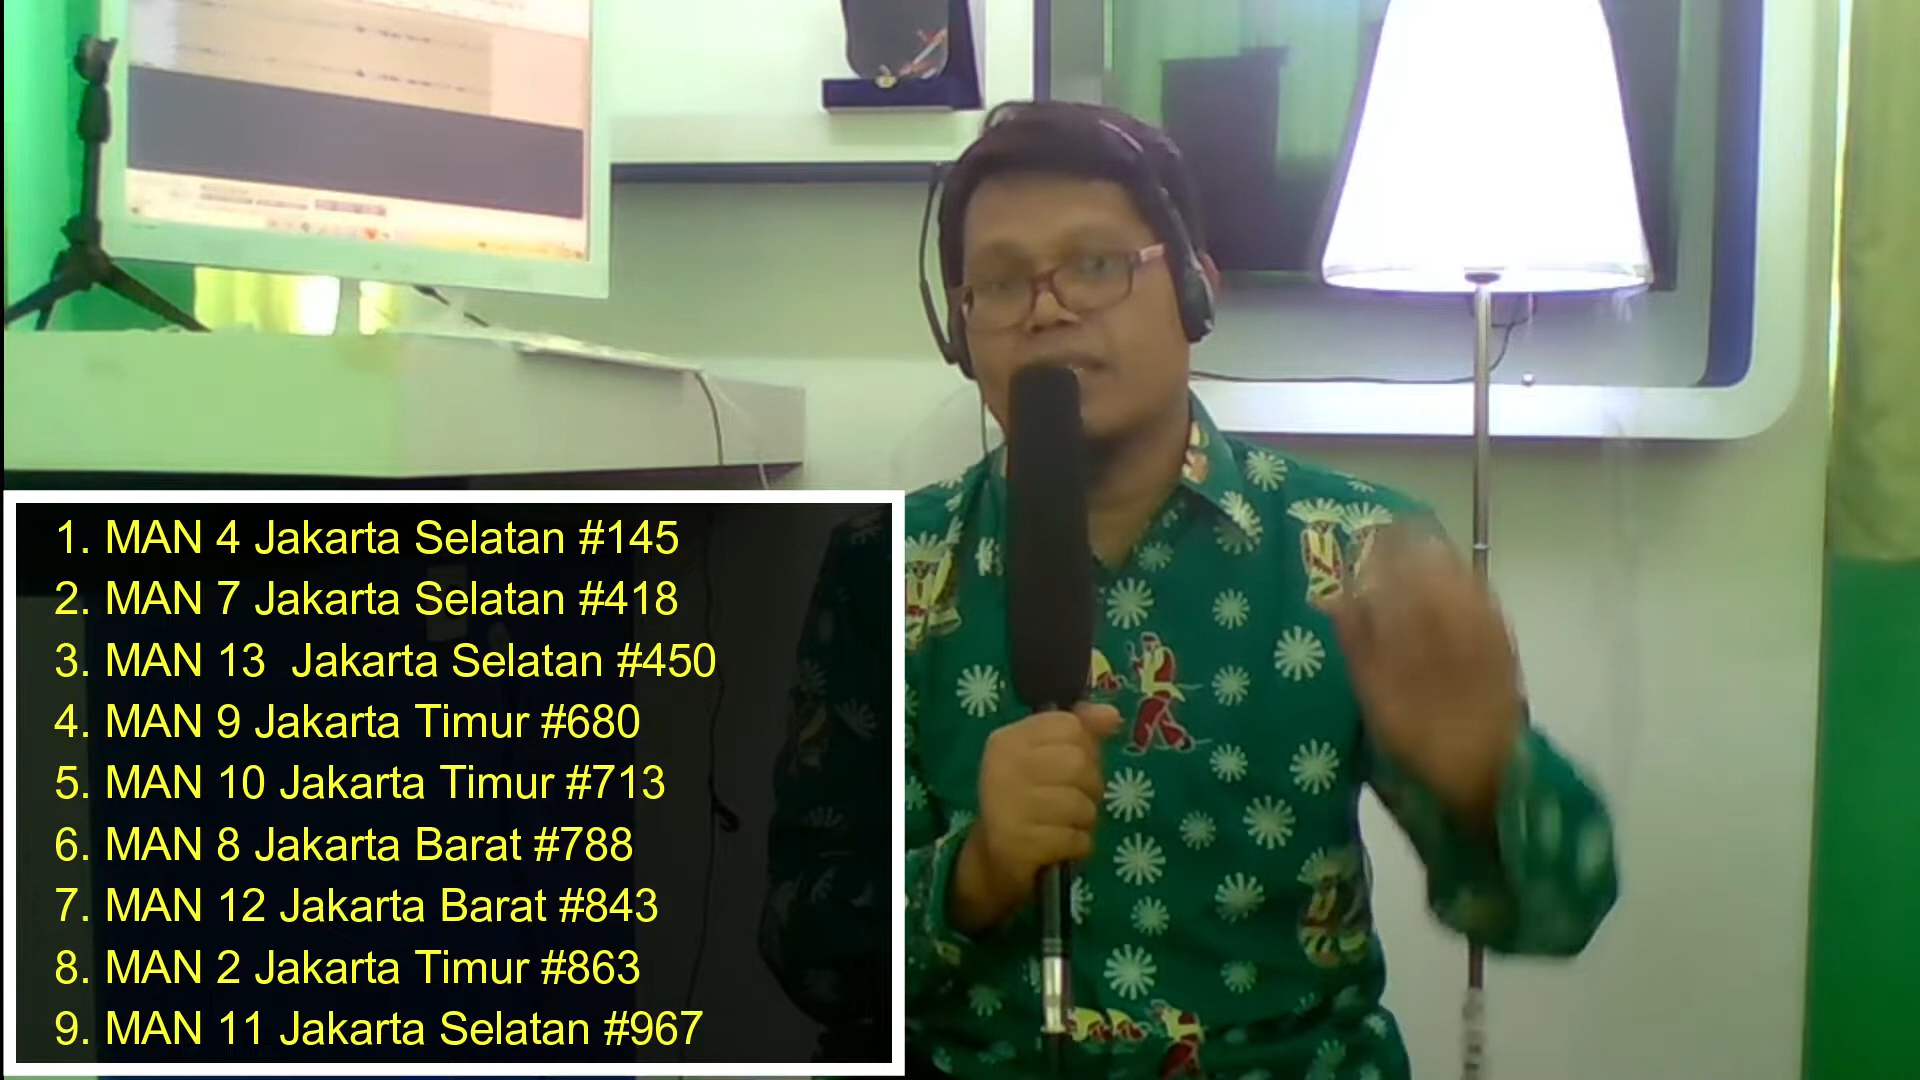 1. MAN 4 Jakarta Selatan #145
2. MAN 7 Jakarta Selatan #418
3. MAN 13  Jakarta Selatan #450
4. MAN 9 Jakarta Timur #680
5. MAN 10 Jakarta Timur #713
6. MAN 8 Jakarta Barat #788
7. MAN 12 Jakarta Barat #843
8. MAN 2 Jakarta Timur #863
9. MAN 11 Jakarta Selatan #967